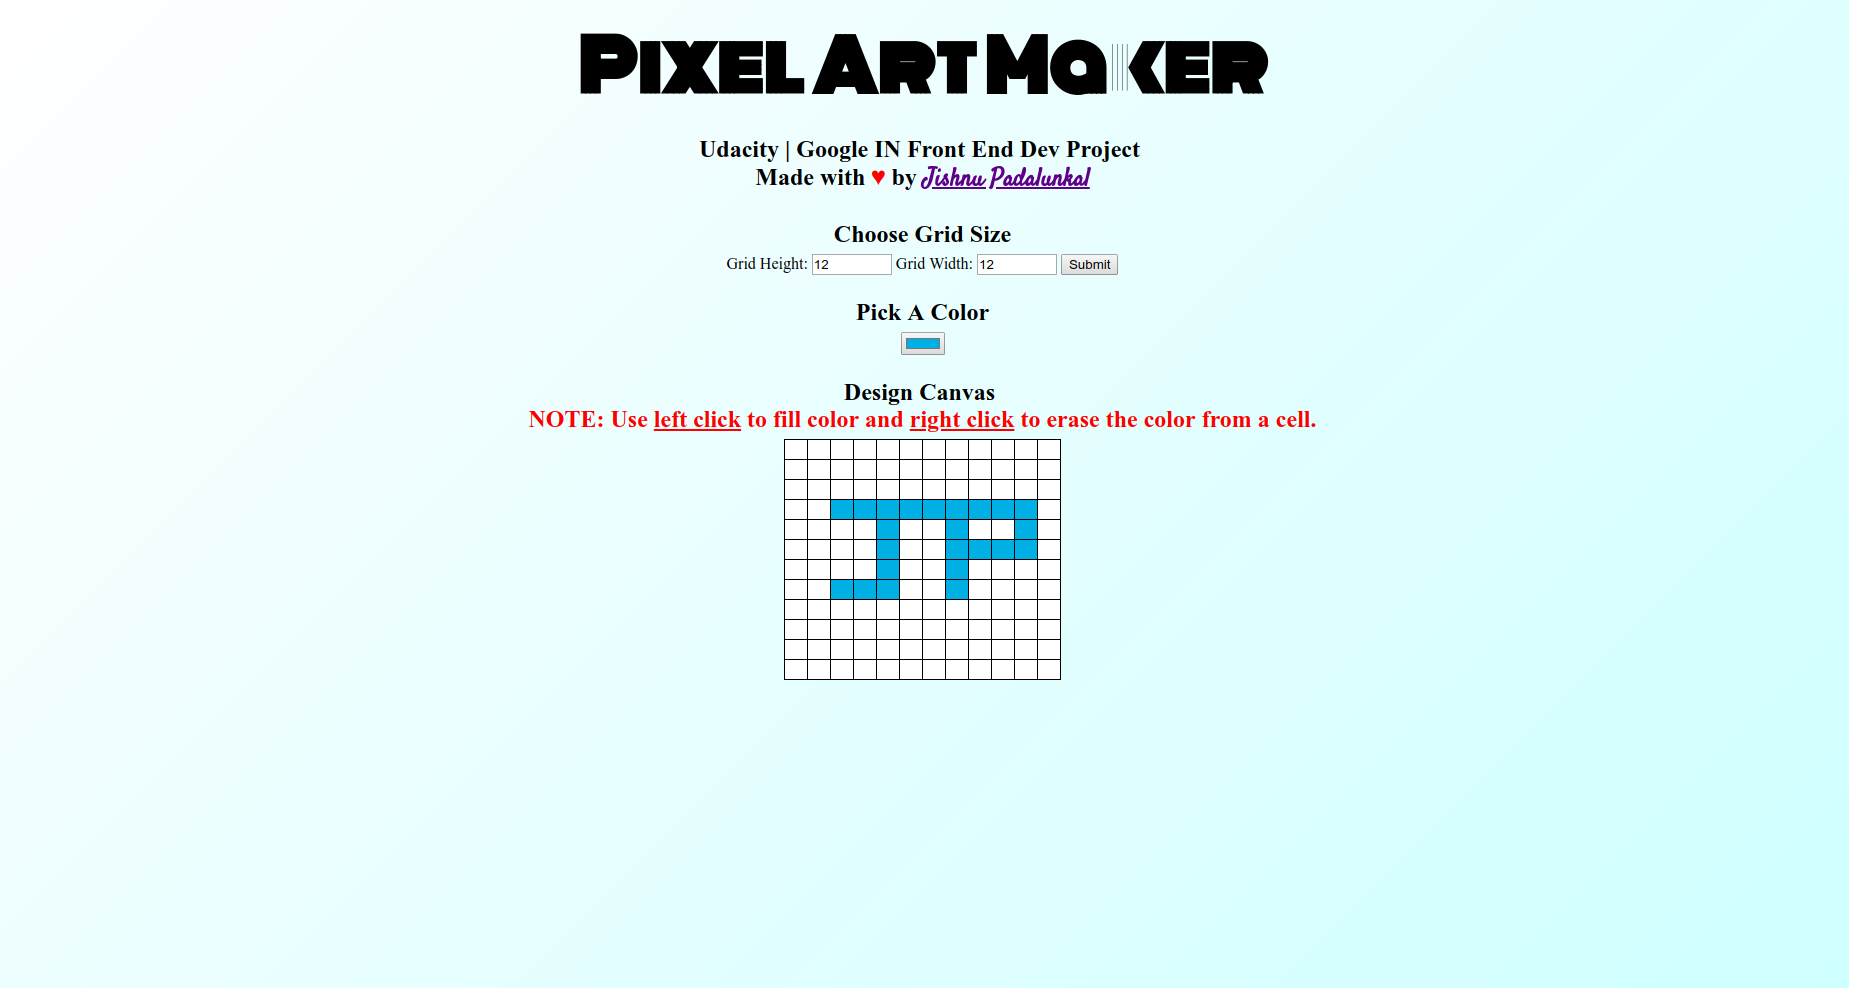 Pixel Art Maker
Udacity | Google IN Front End Dev Project
Made with ♥ by Jishnu Padalunkal
Choose Grid Size
Grid Height: 12 Grid Width: 12 Submit
Pick A Color
Design Canvas
NOTE: Use left click to fill color and right click to erase the color from a cell.
JP